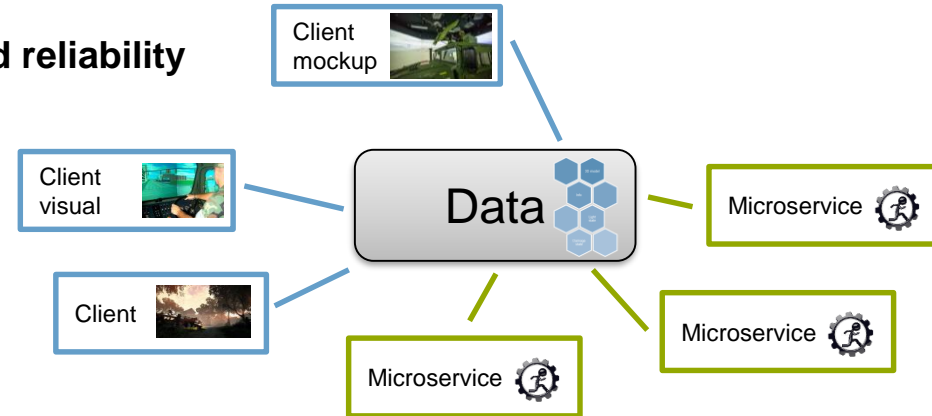 d reliability
Client
mockup
Client
visual
Data
Microservice
Client
Microservice
Microservice